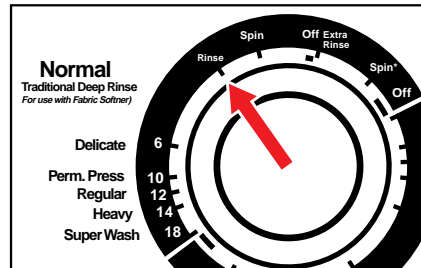 Normal
Traditional Deep Rinse
For use with Fabric Softner)
Delicate
Perm. Press
Regular
Heavy
Super Wash
6
10
12
14
18
Rinse
Spin
Off
Extra
Rinse
Spin*
Off